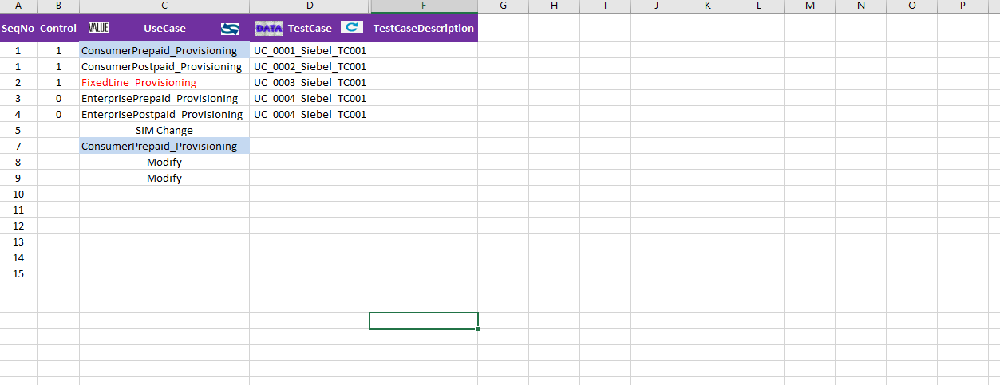 A B C D F G H I J K L M N O P
SeqNo Control VALUE UseCase DATA TestCase TestCaseDescription
1 1 ConsumerPrepaid_Provisioning UC_0001_Siebel_TC001
1 1 ConsumerPostpaid_Provisioning UC_0002_Siebel_TC001
2 1 FixedLine_Provisioning UC_0003_Siebel_TC001
3 0 EnterprisePrepaid_Provisioning UC_0004_Siebel_TC001
4 0 EnterprisePostpaid_Provisioning UC_0004_Siebel_TC001
5 SIM Change
7 ConsumerPrepaid_Provisioning
8 Modify
9 Modify
10
11
12
13
14
15